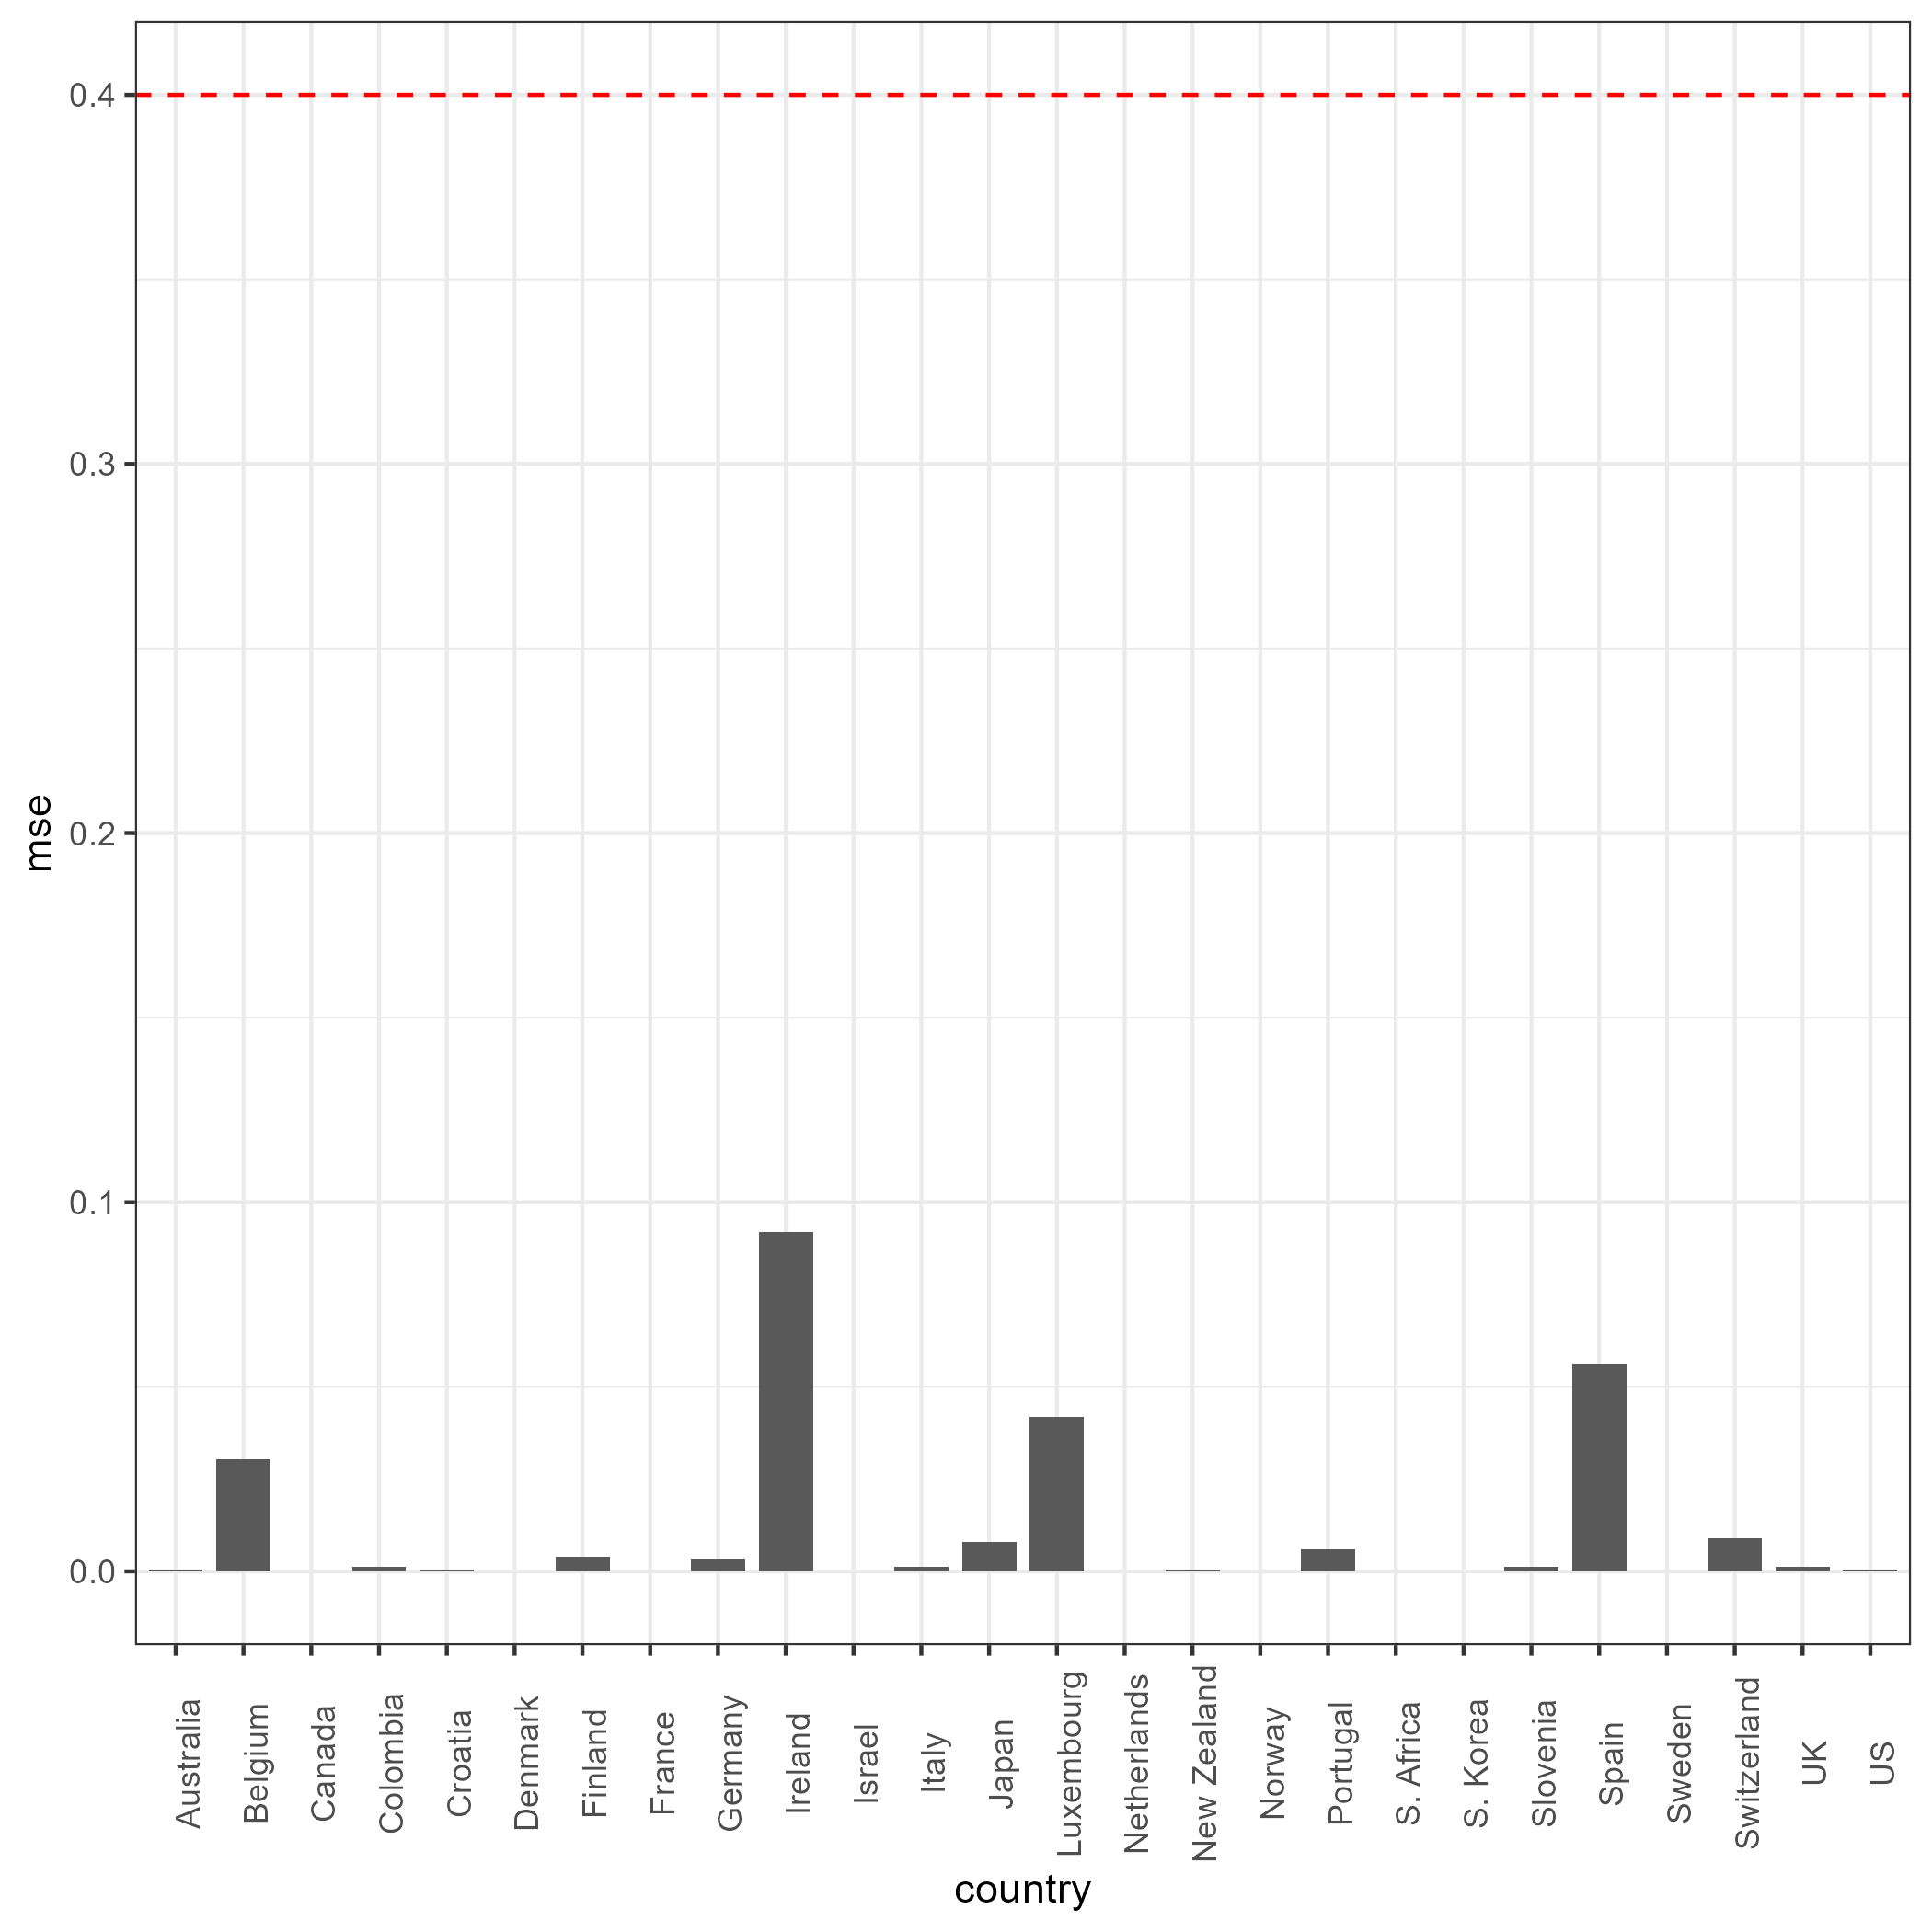 mse
0.4
0.3
0.2
0.1
0.0
Australia
Belgium
Canada
Colombia
Croatia
Denmark
Finland
France
Germany
Ireland
Israel
Italy
Japan
Luxembourg
Netherlands
New Zealand
Norway
Portugal
S. Africa
S. Korea
Slovenia
Spain
Sweden
Switzerland
UK
US
country